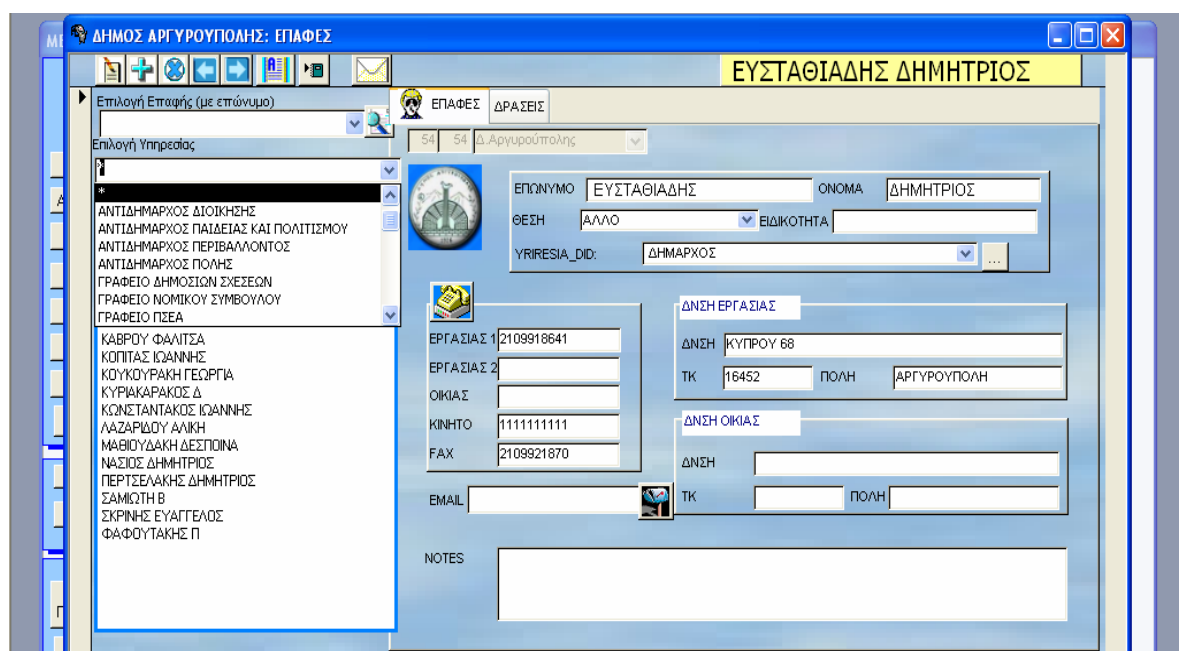 ΔΗΜΟΣ ΑΡΓΥΡΟΥΠΟΛΗΣ: ΕΠΑΦΕΣ
ΕΥΣΤΑΘΙΑΔΗΣ ΔΗΜΗΤΡΙΟΣ
Επιλογή Επαφής (με επώνυμο)
Επιλογή Υπηρεσίας
*
*
ΑΝΤΙΔΗΜΑΡΧΟΣ ΔΙΟΙΚΗΣΗΣ
ΑΝΤΙΔΗΜΑΡΧΟΣ ΠΑΙΔΕΙΑΣ ΚΑΙ ΠΟΛΙΤΙΣΜΟΥ
ΑΝΤΙΔΗΜΑΡΧΟΣ ΠΕΡΙΒΑΛΛΟΝΤΟΣ
ΑΝΤΙΔΗΜΑΡΧΟΣ ΠΟΛΗΣ
ΓΡΑΦΕΙΟ ΔΗΜΟΣΙΩΝ ΣΧΕΣΕΩΝ
ΓΡΑΦΕΙΟ ΝΟΜΙΚΟΥ ΣΥΜΒΟΥΛΟΥ
ΓΡΑΦΕΙΟ ΠΣΕΑ
ΚΑΒΡΟΥ ΦΑΛΙΤΣΑ
ΚΟΠΙΤΑΣ ΙΩΑΝΝΗΣ
ΚΟΥΚΟΥΡΑΚΗ ΓΕΩΡΓΙΑ
ΚΥΡΙΑΚΑΡΑΚΟΣ Δ
ΚΩΝΣΤΑΝΤΑΚΟΣ ΙΩΑΝΝΗΣ
ΛΑΖΑΡΙΔΟΥ ΑΛΙΚΗ
ΜΑΘΙΟΥΔΑΚΗ ΔΕΣΠΟΙΝΑ
ΝΑΣΙΟΣ ΔΗΜΗΤΡΙΟΣ
ΠΕΡΤΣΕΛΑΚΗΣ ΔΗΜΗΤΡΙΟΣ
ΣΑΜΙΩΤΗ Β
ΣΚΡΙΝΗΣ ΕΥΑΓΓΕΛΟΣ
ΦΑΦΟΥΤΑΚΗΣ Π
ΕΠΑΦΕΣ ΔΡΑΣΕΙΣ
54 54 Δ.Αργυρούπολης
ΕΠΩΝΥΜΟ ΕΥΣΤΑΘΙΑΔΗΣ ΟΝΟΜΑ ΔΗΜΗΤΡΙΟΣ
ΘΕΣΗ ΑΛΛΟ ΕΙΔΙΚΟΤΗΤΑ
YRIRESIA_DID: ΔΗΜΑΡΧΟΣ ...
ΕΡΓΑΣΙΑΣ 1 2109918641
ΕΡΓΑΣΙΑΣ 2
ΟΙΚΙΑΣ
ΚΙΝΗΤΟ 1111111111
FAX 2109921870
EMAIL
ΔΝΣΗ ΕΡΓΑΣΙΑΣ
ΔΝΣΗ ΚΥΠΡΟΥ 68
ΤΚ 16452 ΠΟΛΗ ΑΡΓΥΡΟΥΠΟΛΗ
ΔΝΣΗ ΟΙΚΙΑΣ
ΔΝΣΗ
ΤΚ ΠΟΛΗ
NOTES